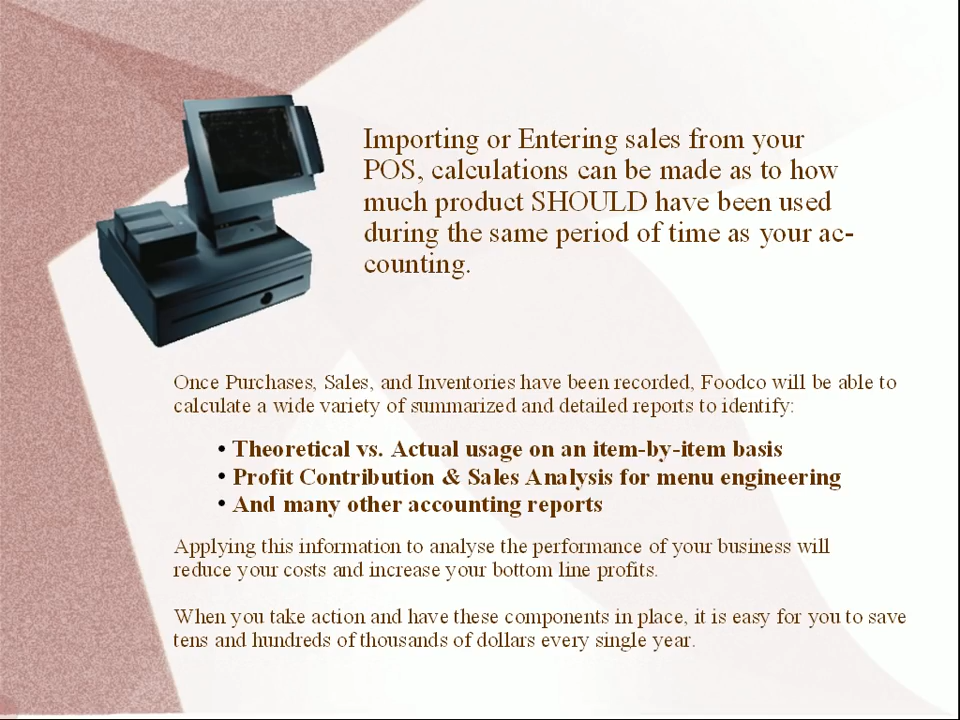 Importing or Entering sales from your
POS, calculations can be made as to how
much product SHOULD have been used
during the same period of time as your ac-
counting.
Once Purchases, Sales, and Inventories have been recorded, Foodco will be able to
calculate a wide variety of summarized and detailed reports to identify:
• Theoretical vs. Actual usage on an item-by-item basis
• Profit Contribution & Sales Analysis for menu engineering
• And many other accounting reports
Applying this information to analyse the performance of your business will
reduce your costs and increase your bottom line profits.
When you take action and have these components in place, it is easy for you to save
tens and hundreds of thousands of dollars every single year.